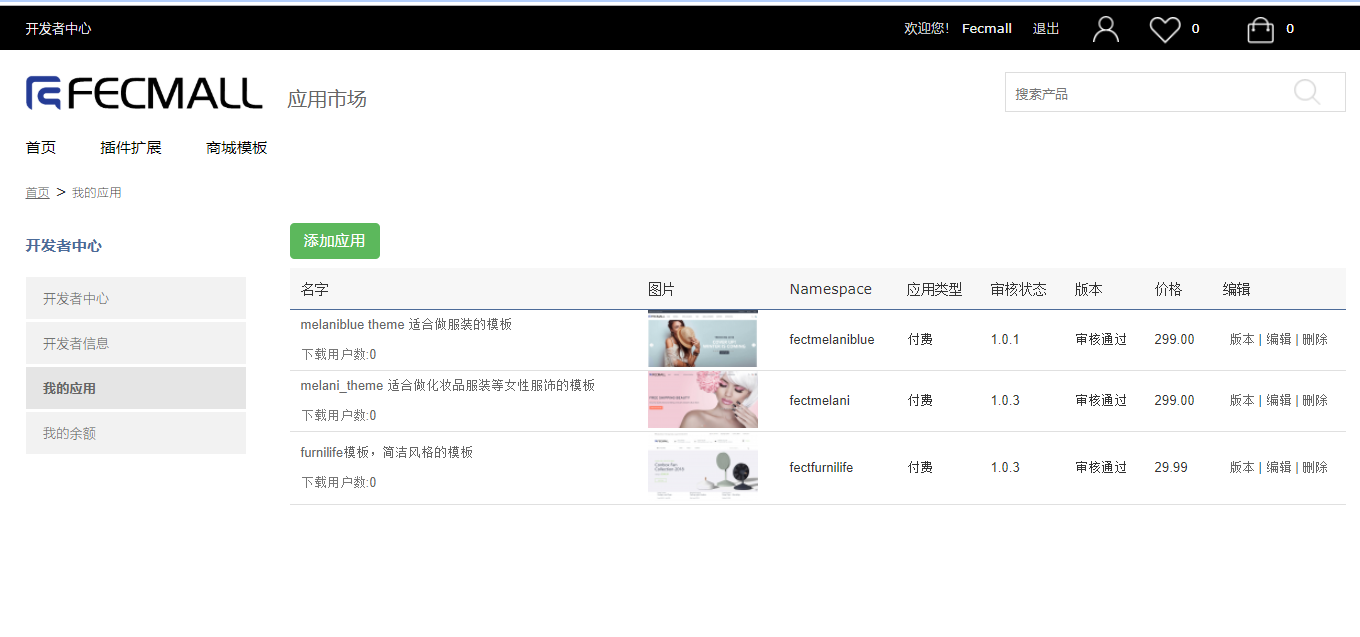 开发者中心
欢迎您！ Fecmall 退出 0 0
FECMALL 应用市场
搜索产品
首页 插件扩展 商城模板
首页 > 我的应用
开发者中心
开发者中心
开发者信息
我的应用
我的余额
添加应用
名字 图片 Namespace 应用类型 审核状态 版本 价格 编辑
melaniblue theme 适合做服装的模板
下载用户数:0
fectmelaniblue 付费 1.0.1 审核通过 299.00 版本 | 编辑 | 删除
melani_theme 适合做化妆品服装等女性服饰的模板
下载用户数:0
fectmelani 付费 1.0.3 审核通过 299.00 版本 | 编辑 | 删除
furnilife模板，简洁风格的模板
下载用户数:0
fectfurnilife 付费 1.0.3 审核通过 29.99 版本 | 编辑 | 删除